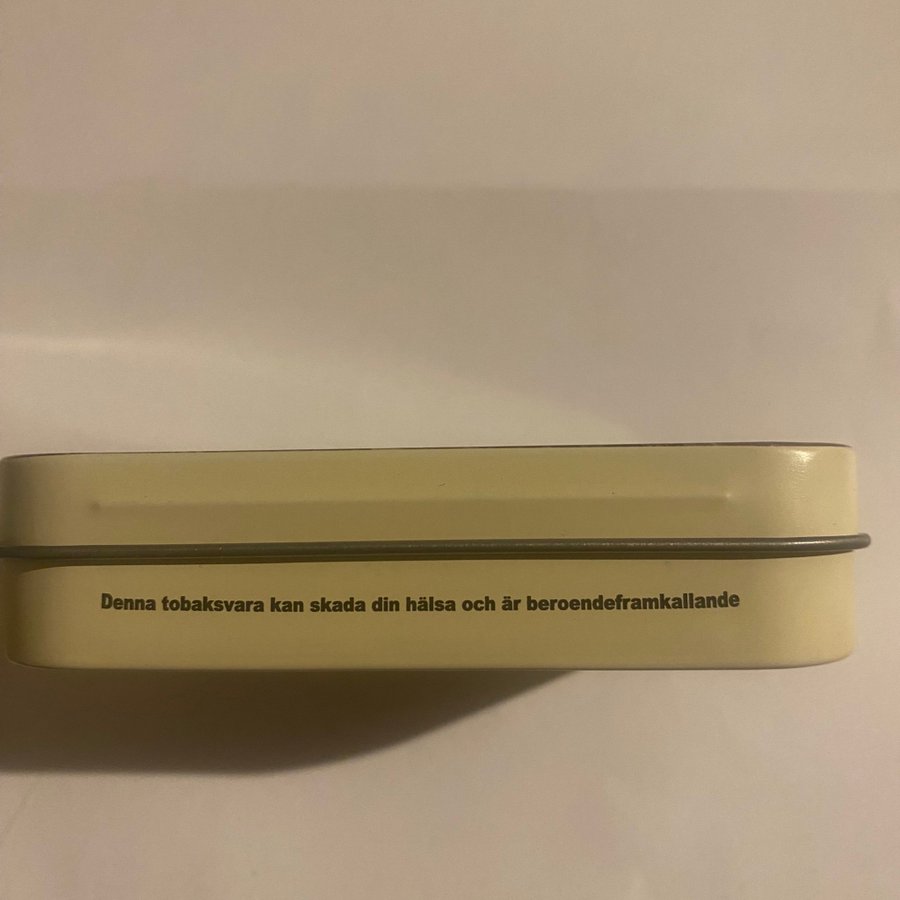 Denna tobaksvara kan skada din hälsa och är beroendeframkallande